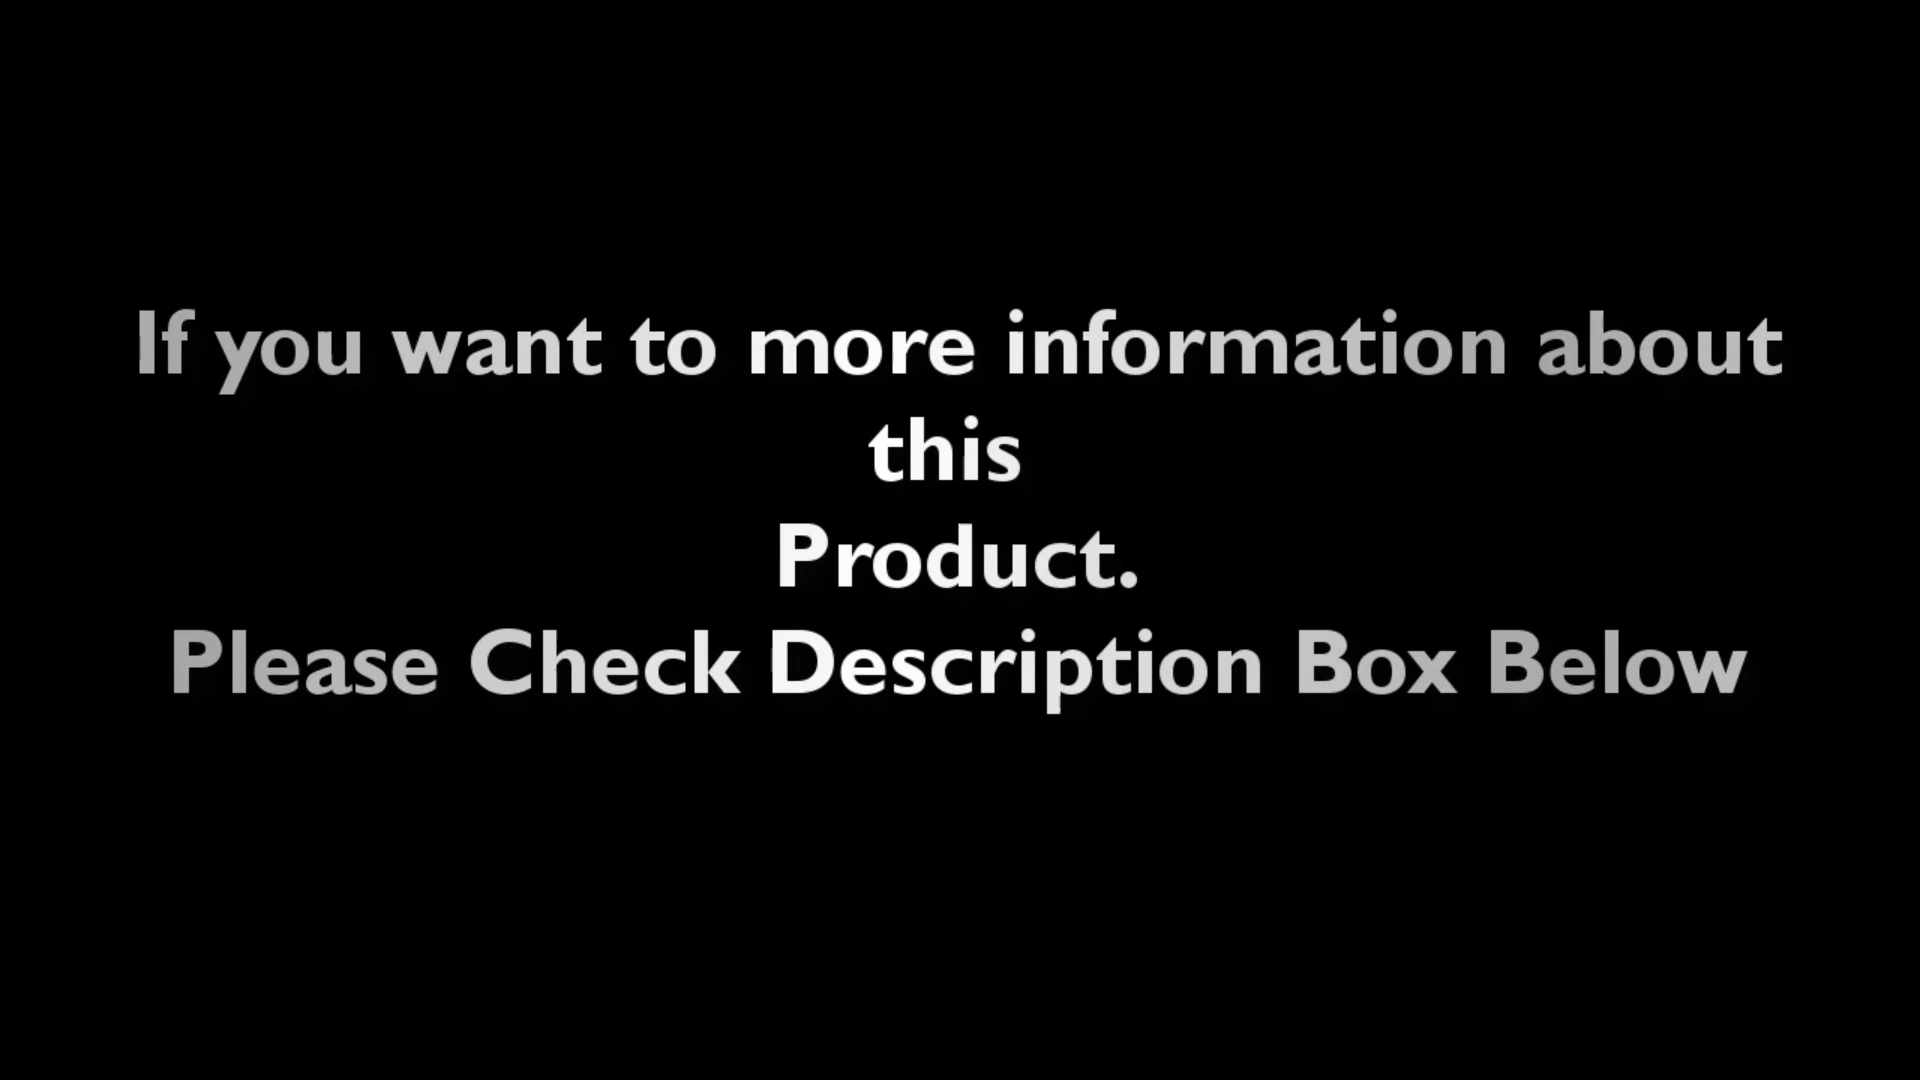 If you want to more information about
this
Product.
Please Check Description Box Below